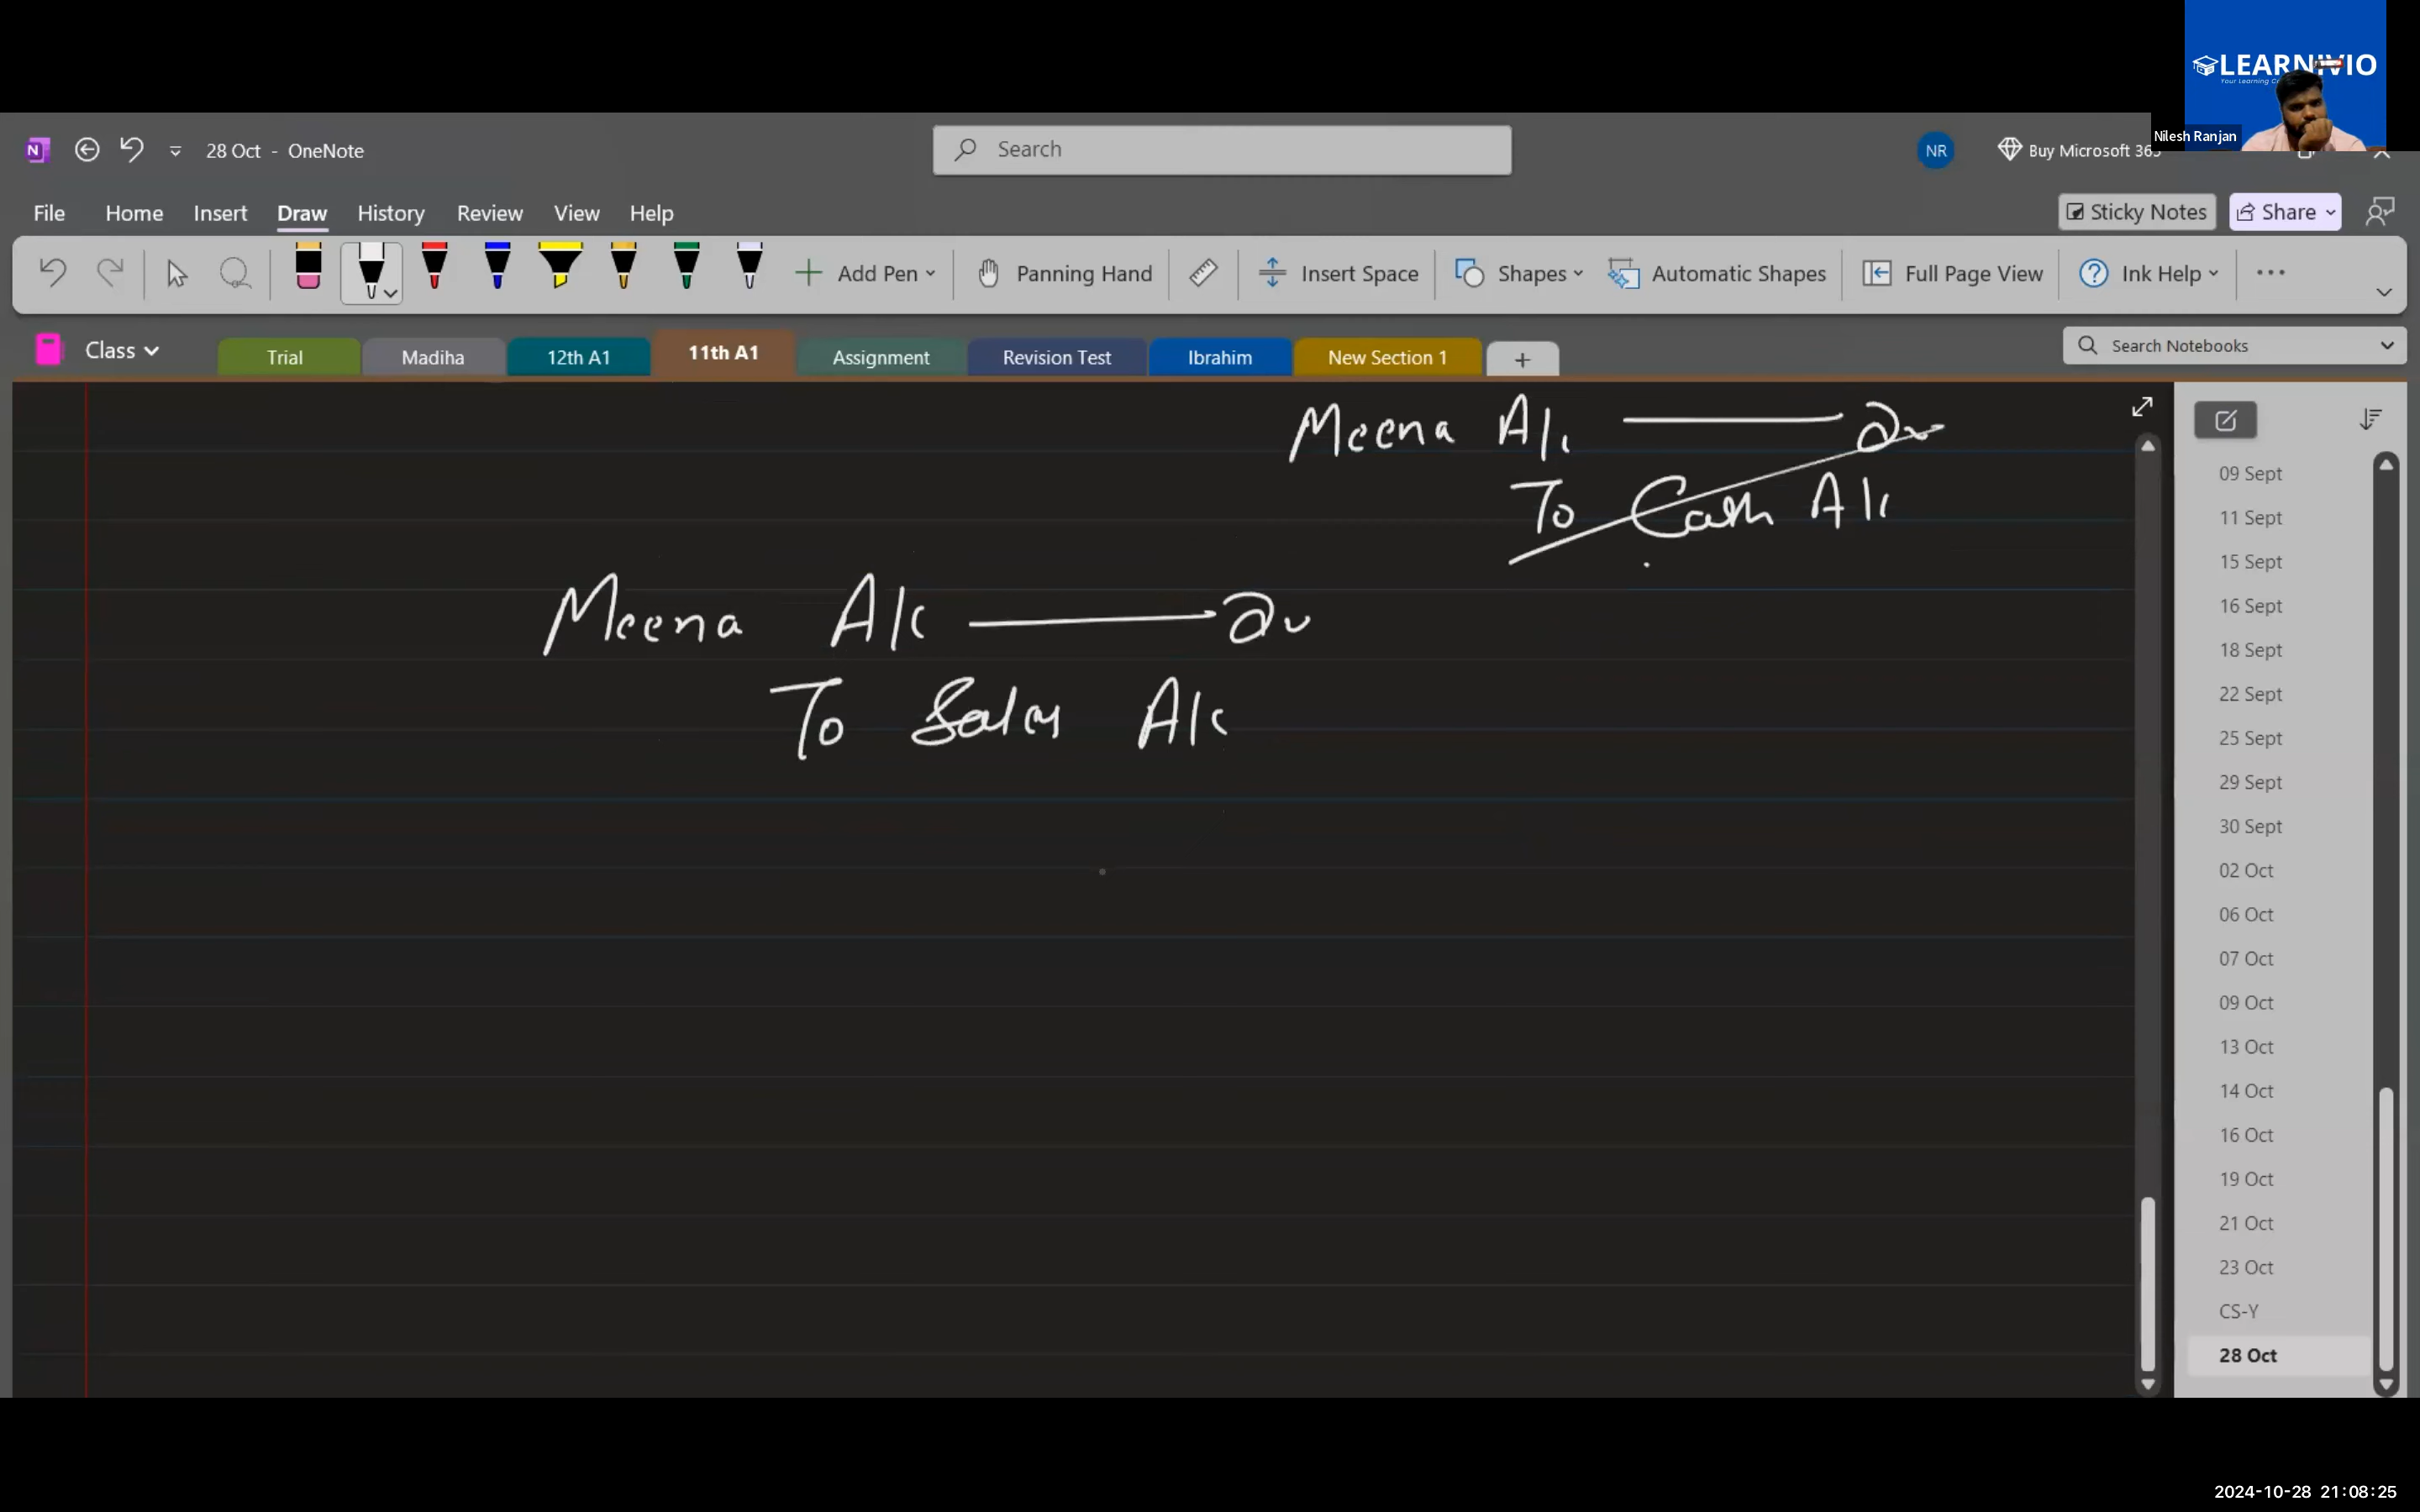 LEARNIVIO
Nilesh Ranjan
28 Oct - OneNote
Search
NR
Buy Microsoft 365
File Home Insert Draw History Review View Help
Sticky Notes
Share
Add Pen
Panning Hand
Insert Space
Shapes
Automatic Shapes
Full Page View
Ink Help
Class
Trial
Madiha
12th A1
11th A1
Assignment
Revision Test
Ibrahim
New Section 1
Search Notebooks
Meena A/c Dr
To Cash A/c
Meena A/c Dr
To Sales A/c
09 Sept
11 Sept
15 Sept
16 Sept
18 Sept
22 Sept
25 Sept
29 Sept
30 Sept
02 Oct
06 Oct
07 Oct
09 Oct
13 Oct
14 Oct
16 Oct
19 Oct
21 Oct
23 Oct
CS-Y
28 Oct
2024-10-28 21:08:25